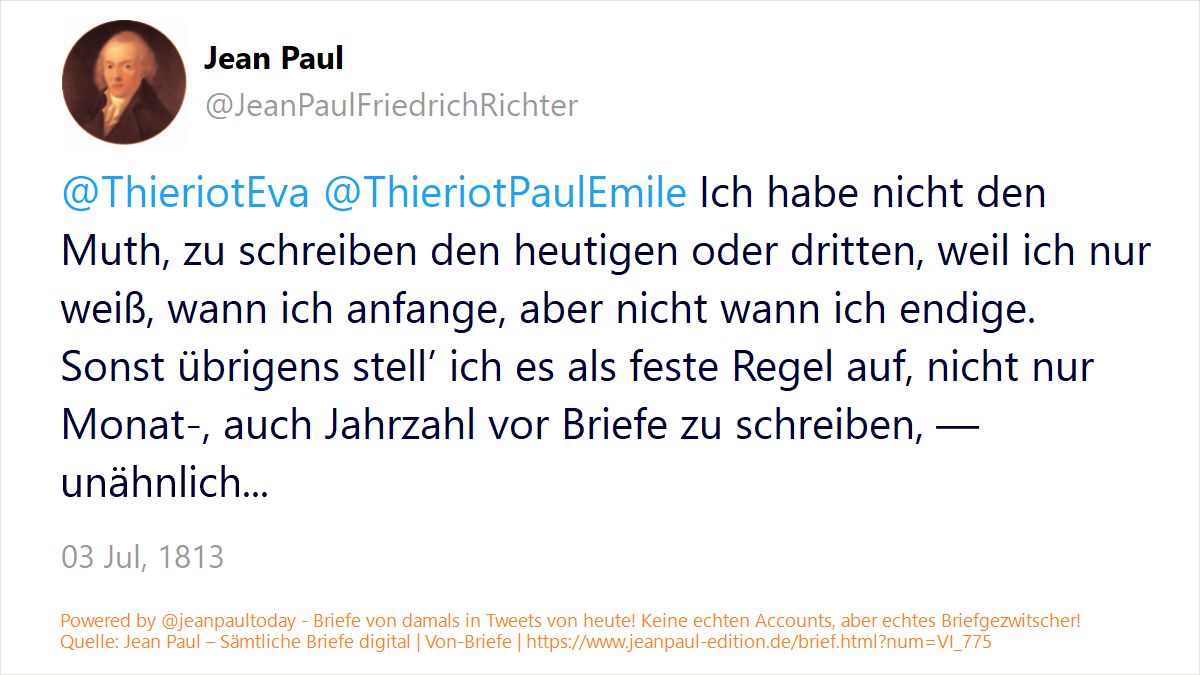 Jean Paul
@JeanPaulFriedrichRichter
@ThieriotEva @ThieriotPaulEmile Ich habe nicht den
Muth, zu schreiben den heutigen oder dritten, weil ich nur
weiß, wann ich anfange, aber nicht wann ich endige.
Sonst übrigens stell’ ich es als feste Regel auf, nicht nur
Monat-, auch Jahrzahl vor Briefe zu schreiben, —
unähnlich...
03 Jul, 1813
Powered by @jeanpaultoday - Briefe von damals in Tweets von heute! Keine echten Accounts, aber echtes Briefgezwitscher!
Quelle: Jean Paul – Sämtliche Briefe digital | Von-Briefe | https://www.jeanpaul-edition.de/brief.html?num=VI_775